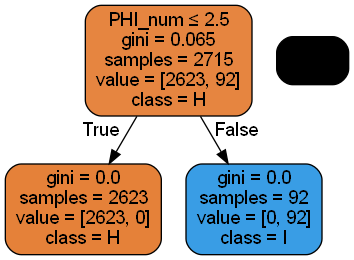 PHI_num ≤ 2.5
gini = 0.065
samples = 2715
value = [2623, 92]
class = H
True
False
gini = 0.0
samples = 2623
value = [2623, 0]
class = H
gini = 0.0
samples = 92
value = [0, 92]
class = I